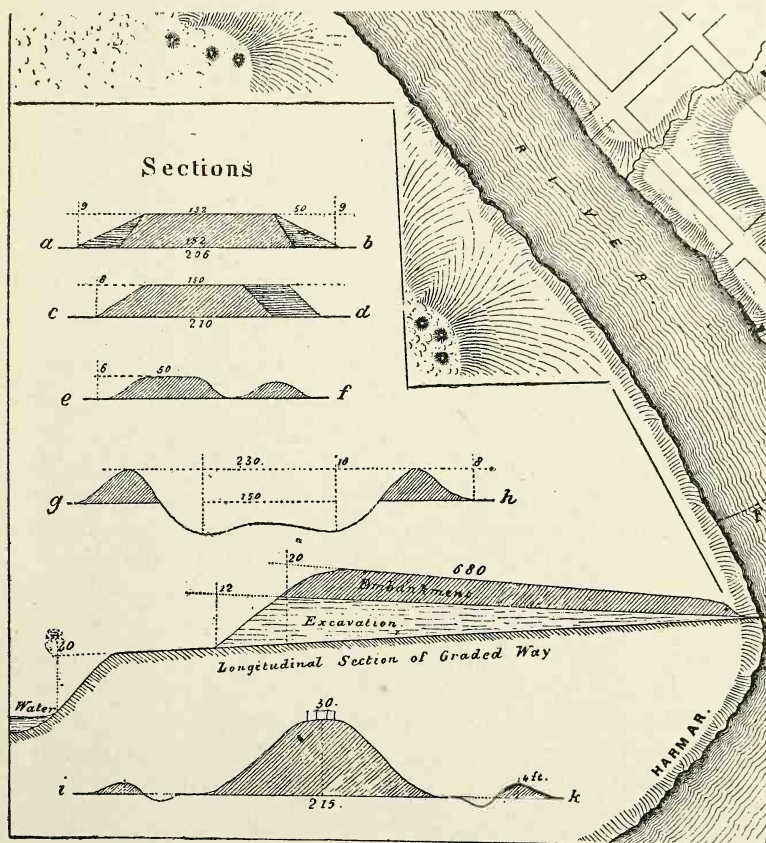 Sections
9 132 50 9
a 152 b
206
8 150
c 210 d
6 50
e f
230. 18 8
150
g h
20 680
12 Embankment
Excavation,
20
Longitudinal Section of Graded Way
Water
30.
i 4ft. k
215.
RIVER.
HARMAR.